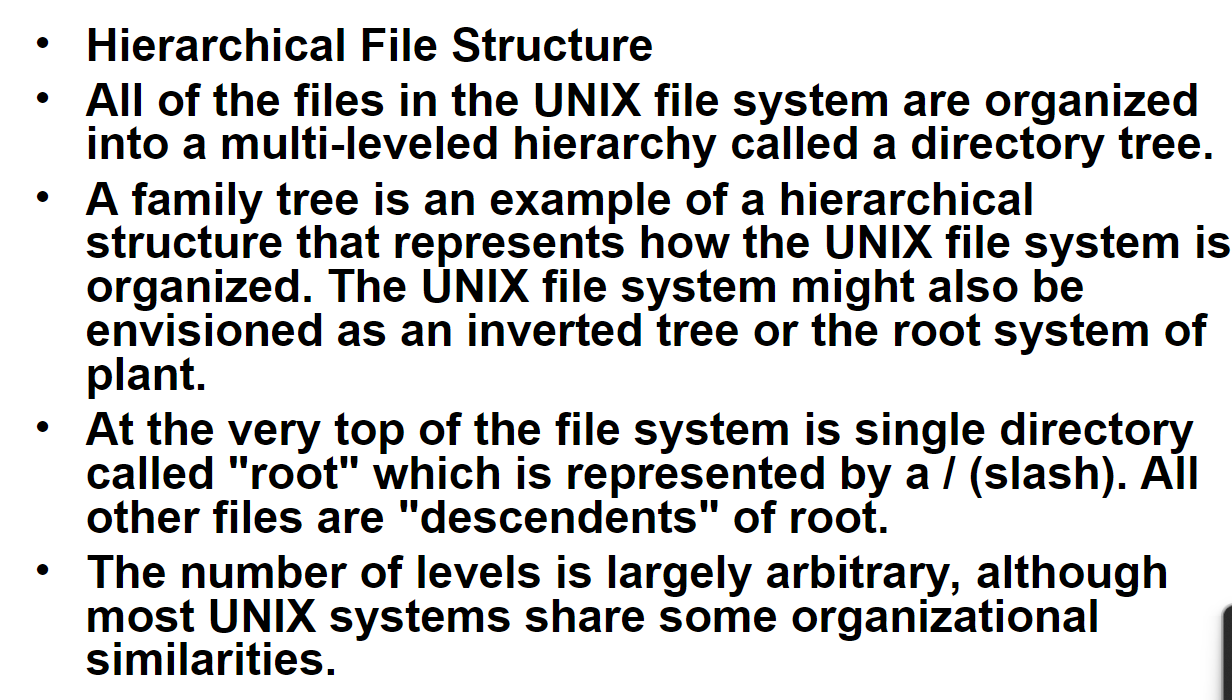 • Hierarchical File Structure
• All of the files in the UNIX file system are organized
into a multi-leveled hierarchy called a directory tree.
• A family tree is an example of a hierarchical
structure that represents how the UNIX file system is
organized. The UNIX file system might also be
envisioned as an inverted tree or the root system of
plant.
• At the very top of the file system is single directory
called "root" which is represented by a / (slash). All
other files are "descendents" of root.
• The number of levels is largely arbitrary, although
most UNIX systems share some organizational
similarities.